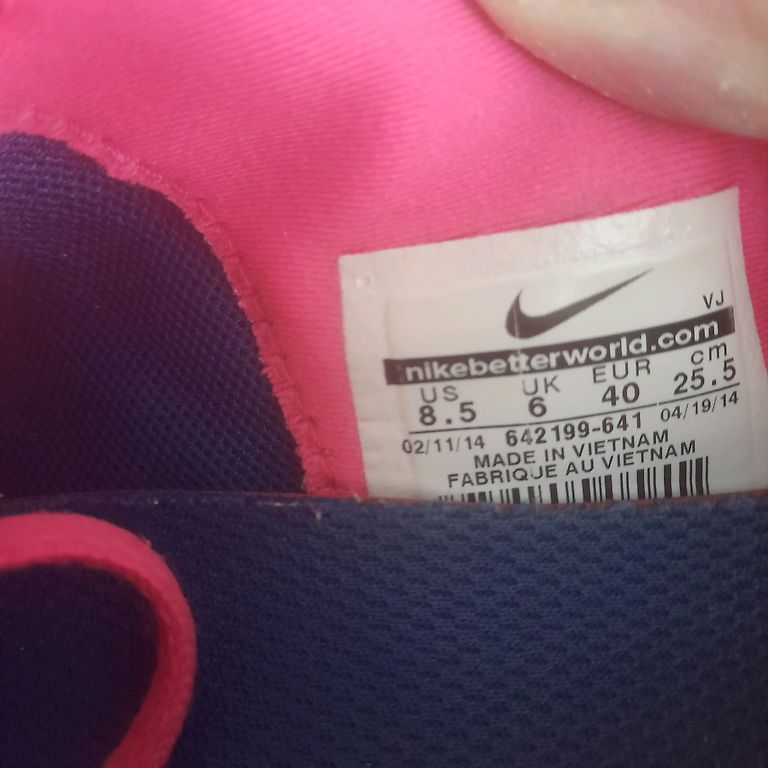 VJ
nikebetterworld.com
US UK EUR cm
8.5 6 40 25.5
02/11/14 642199-641 04/19/14
MADE IN VIETNAM
FABRIQUE AU VIETNAM